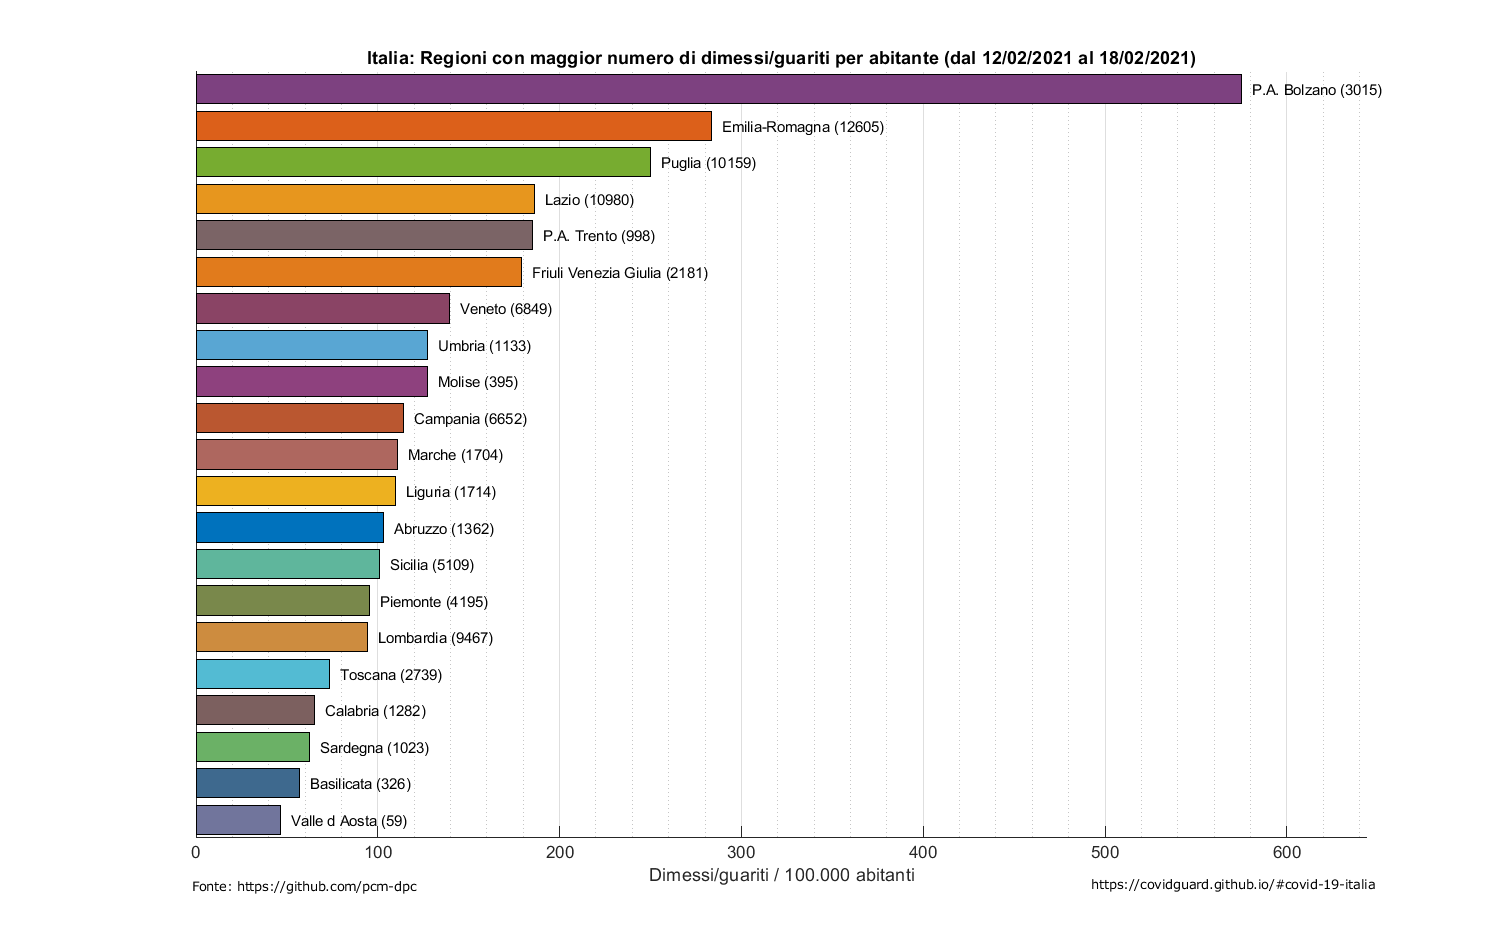 Italia: Regioni con maggior numero di dimessi/guariti per abitante (dal 12/02/2021 al 18/02/2021)
P.A. Bolzano (3015)
Emilia-Romagna (12605)
Puglia (10159)
Lazio (10980)
P.A. Trento (998)
Friuli Venezia Giulia (2181)
Veneto (6849)
Umbria (1133)
Molise (395)
Campania (6652)
Marche (1704)
Liguria (1714)
Abruzzo (1362)
Sicilia (5109)
Piemonte (4195)
Lombardia (9467)
Toscana (2739)
Calabria (1282)
Sardegna (1023)
Basilicata (326)
Valle d Aosta (59)
0 100 200 300 400 500 600
Dimessi/guariti / 100.000 abitanti
Fonte: https://github.com/pcm-dpc
https://covidguard.github.io/#covid-19-italia